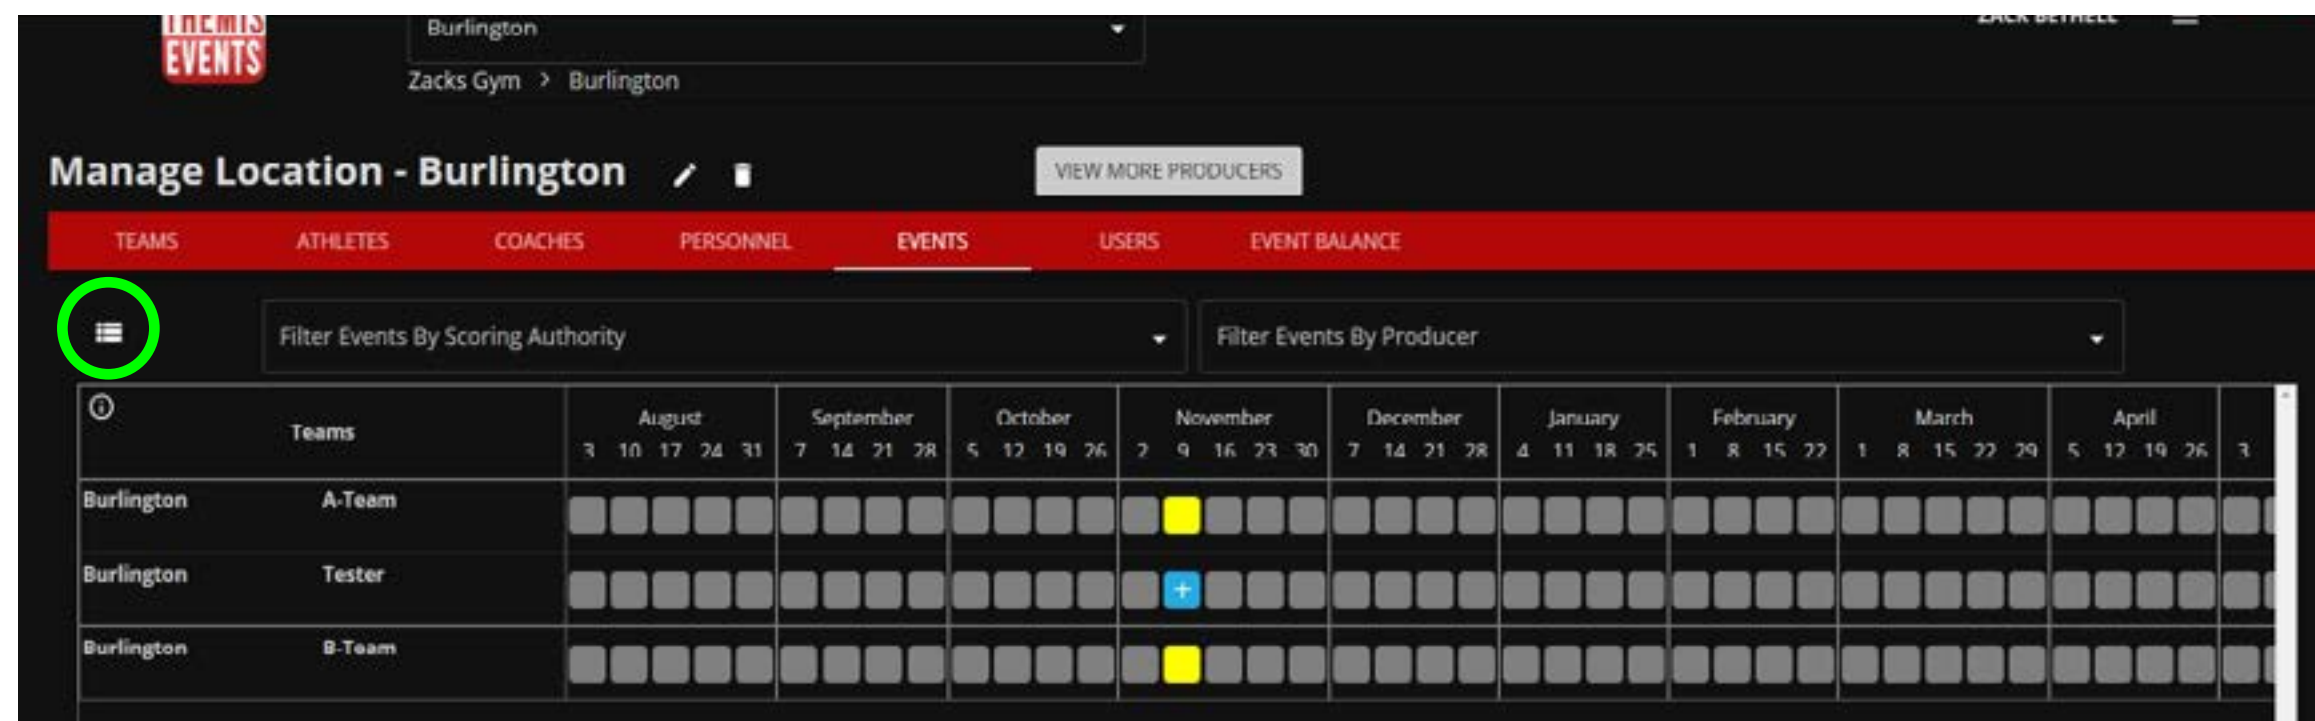 THEMIS
EVENTS
Burlington
ZACK BETHELL
Zacks Gym > Burlington
Manage Location - Burlington
VIEW MORE PRODUCERS
TEAMS ATHLETES COACHES PERSONNEL EVENTS USERS EVENT BALANCE
Filter Events By Scoring Authority
Filter Events By Producer
Teams
August September October November December January February March April
3 10 17 24 31 7 14 21 28 5 12 19 26 2 9 16 23 30 7 14 21 28 4 11 18 25 1 8 15 22 1 8 15 22 29 5 12 19 26 3
Burlington A-Team
Burlington Tester
+
Burlington B-Team